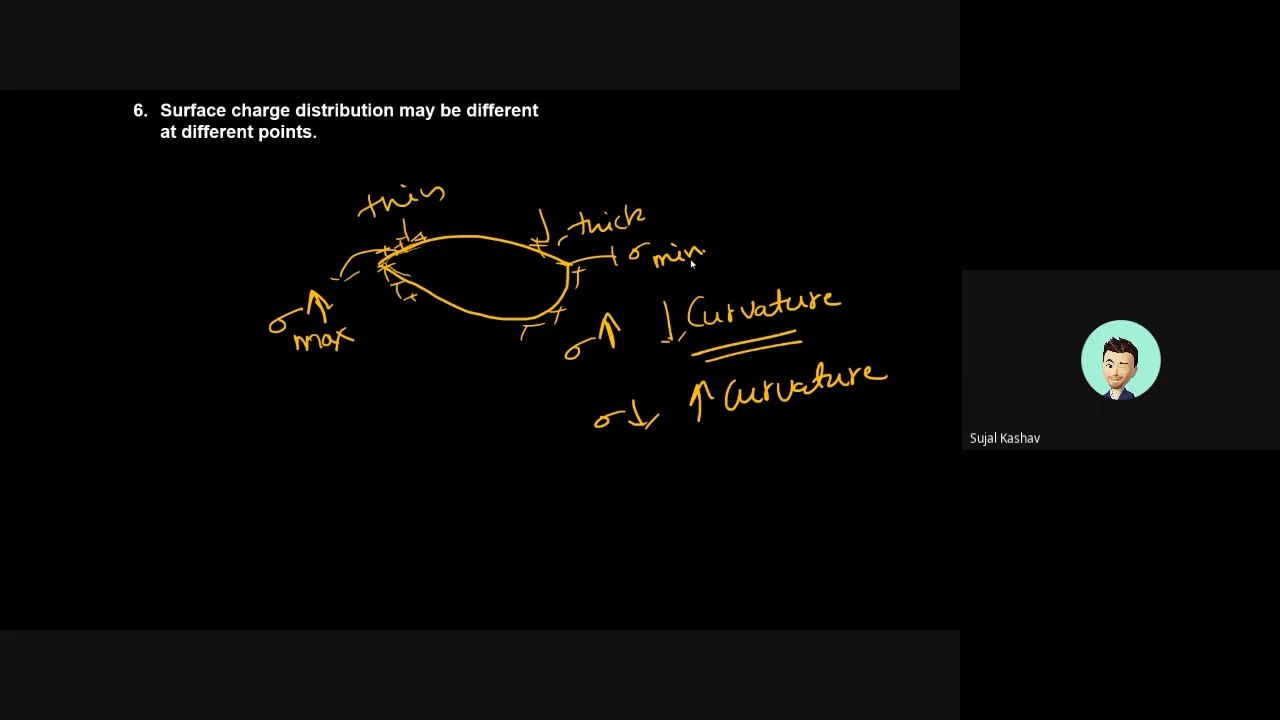 6. Surface charge distribution may be different
at different points.
thin
thick
σ min.
σ↑
max
σ↑ ↓ Curvature
σ↓ ↑ Curvature
Sujal Kashav